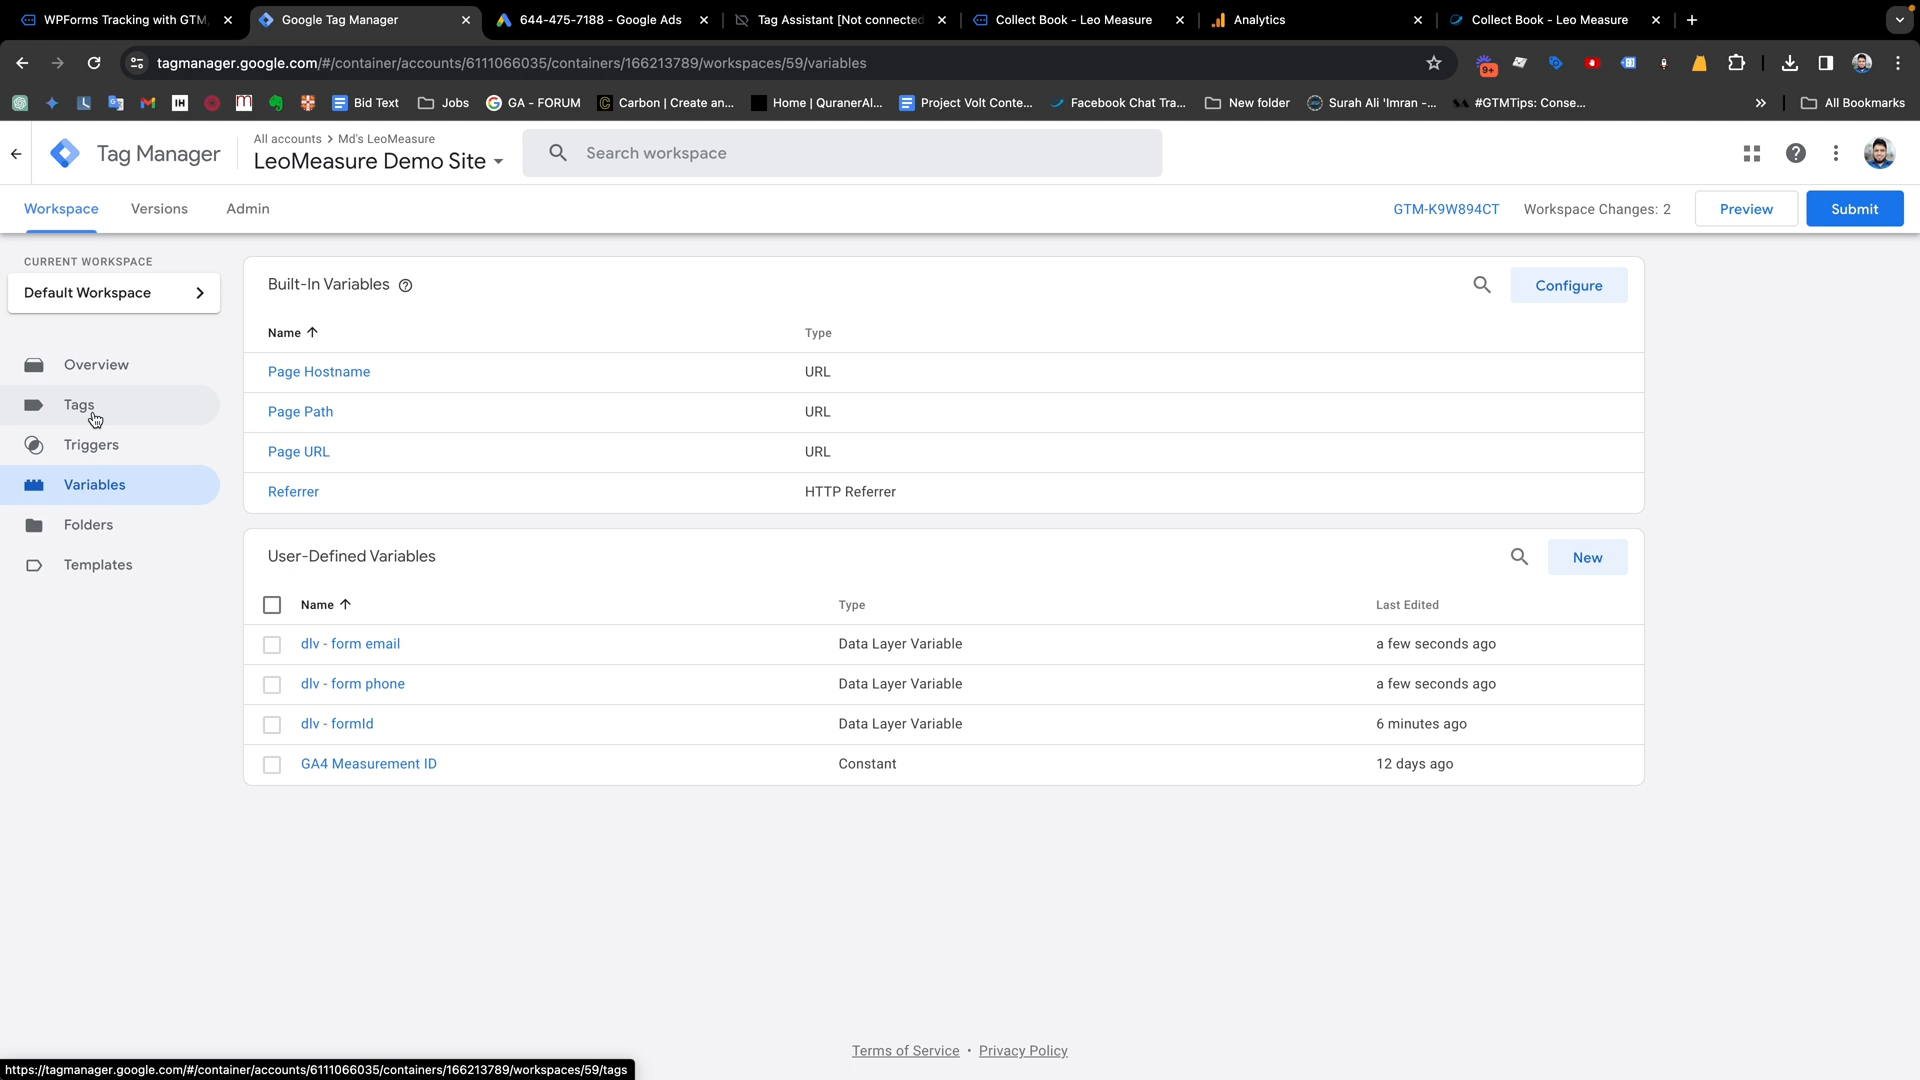 WPForms Tracking with GTM,
Google Tag Manager
644-475-7188 - Google Ads
Tag Assistant [Not connected
Collect Book - Leo Measure
Analytics
Collect Book - Leo Measure
tagmanager.google.com/#/container/accounts/6111066035/containers/166213789/workspaces/59/variables
9+
Bid Text
Jobs
GA - FORUM
Carbon | Create an...
Home | QuranerAl...
Project Volt Conte...
Facebook Chat Tra...
New folder
Surah Ali 'Imran -...
#GTMTips: Conse...
All Bookmarks
Tag Manager
All accounts > Md's LeoMeasure
LeoMeasure Demo Site
Search workspace
Workspace
Versions
Admin
GTM-K9W894CT
Workspace Changes: 2
Preview
Submit
CURRENT WORKSPACE
Default Workspace
Overview
Tags
Triggers
Variables
Folders
Templates
Built-In Variables
Configure
Name Type
Page Hostname URL
Page Path URL
Page URL URL
Referrer HTTP Referrer
User-Defined Variables
New
Name Type Last Edited
dlv - form email Data Layer Variable a few seconds ago
dlv - form phone Data Layer Variable a few seconds ago
dlv - formId Data Layer Variable 6 minutes ago
GA4 Measurement ID Constant 12 days ago
Terms of Service • Privacy Policy
https://tagmanager.google.com/#/container/accounts/6111066035/containers/166213789/workspaces/59/tags